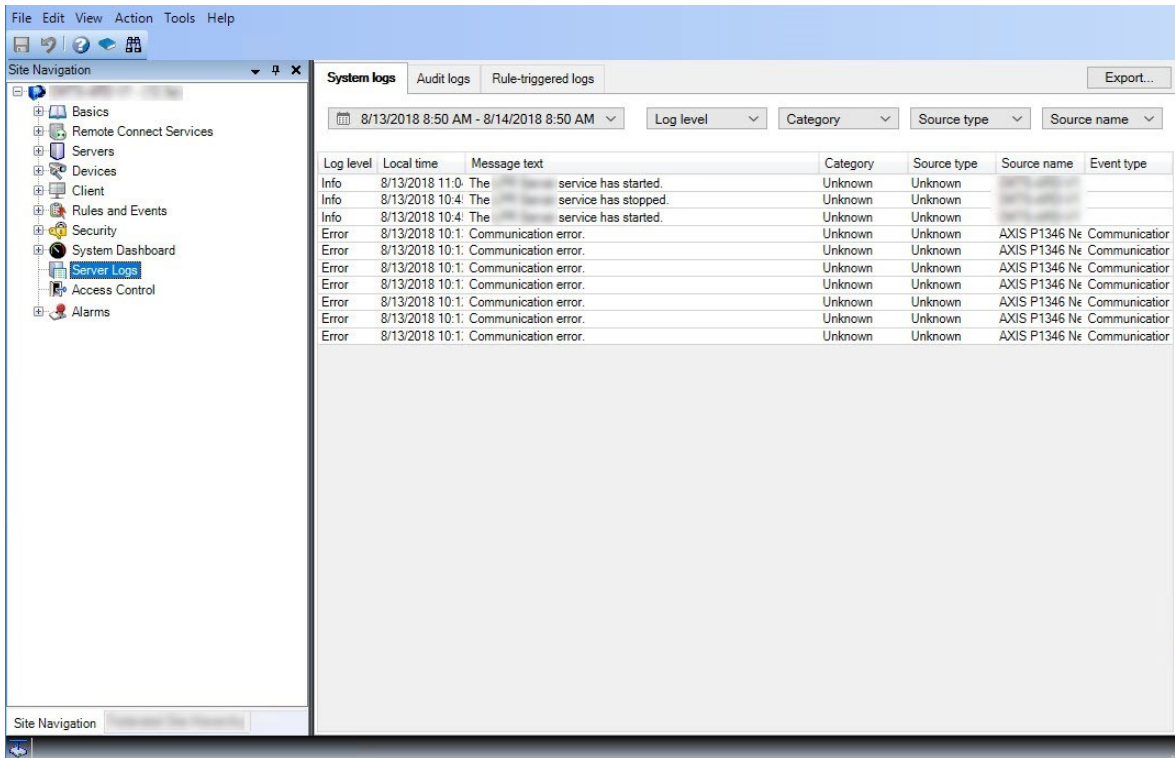 File Edit View Action Tools Help
Site Navigation
Basics
Remote Connect Services
Servers
Devices
Client
Rules and Events
Security
System Dashboard
Server Logs
Access Control
Alarms
Site Navigation
System logs Audit logs Rule-triggered logs Export...
8/13/2018 8:50 AM - 8/14/2018 8:50 AM Log level Category Source type Source name
Log level Local time Message text Category Source type Source name Event type
Info 8/13/2018 11:0 The service has started. Unknown Unknown
Info 8/13/2018 10:4 The service has stopped. Unknown Unknown
Info 8/13/2018 10:4 The service has started. Unknown Unknown
Error 8/13/2018 10:1 Communication error. Unknown Unknown AXIS P1346 Ne Communication
Error 8/13/2018 10:1 Communication error. Unknown Unknown AXIS P1346 Ne Communication
Error 8/13/2018 10:1 Communication error. Unknown Unknown AXIS P1346 Ne Communication
Error 8/13/2018 10:1 Communication error. Unknown Unknown AXIS P1346 Ne Communication
Error 8/13/2018 10:1 Communication error. Unknown Unknown AXIS P1346 Ne Communication
Error 8/13/2018 10:1 Communication error. Unknown Unknown AXIS P1346 Ne Communication
Error 8/13/2018 10:1 Communication error. Unknown Unknown AXIS P1346 Ne Communication